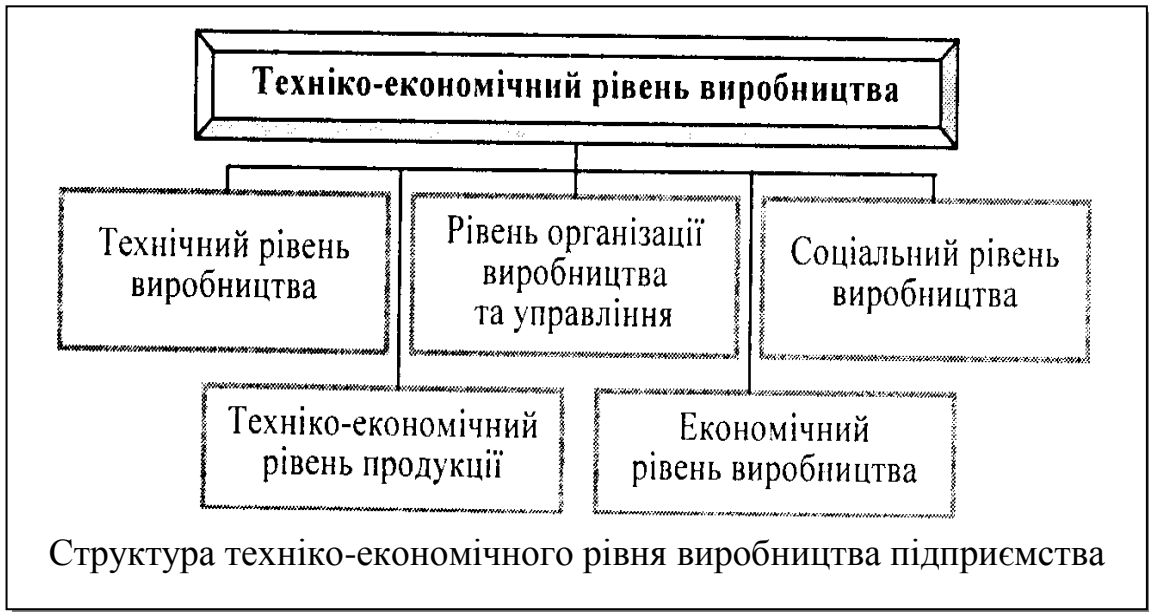 Техніко-економічний рівень виробництва
Технічний рівень
виробництва
Рівень організації
виробництва
та управління
Соціальний рівень
виробництва
Техніко-економічний
рівень продукції
Економічний
рівень виробництва
Структура техніко-економічного рівня виробництва підприємства